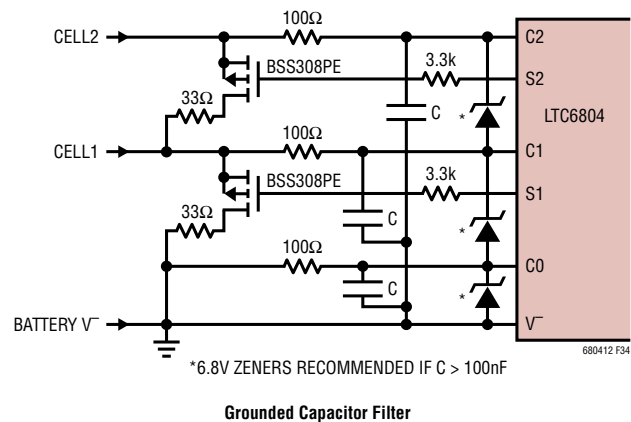 100Ω
CELL2
C2
BSS308PE
3.3k
S2
33Ω
C
*
LTC6804
100Ω
CELL1
C1
BSS308PE
3.3k
S1
33Ω
C
*
100Ω
C0
C
*
BATTERY V–
V–
680412 F34
*6.8V ZENERS RECOMMENDED IF C > 100nF
Grounded Capacitor Filter